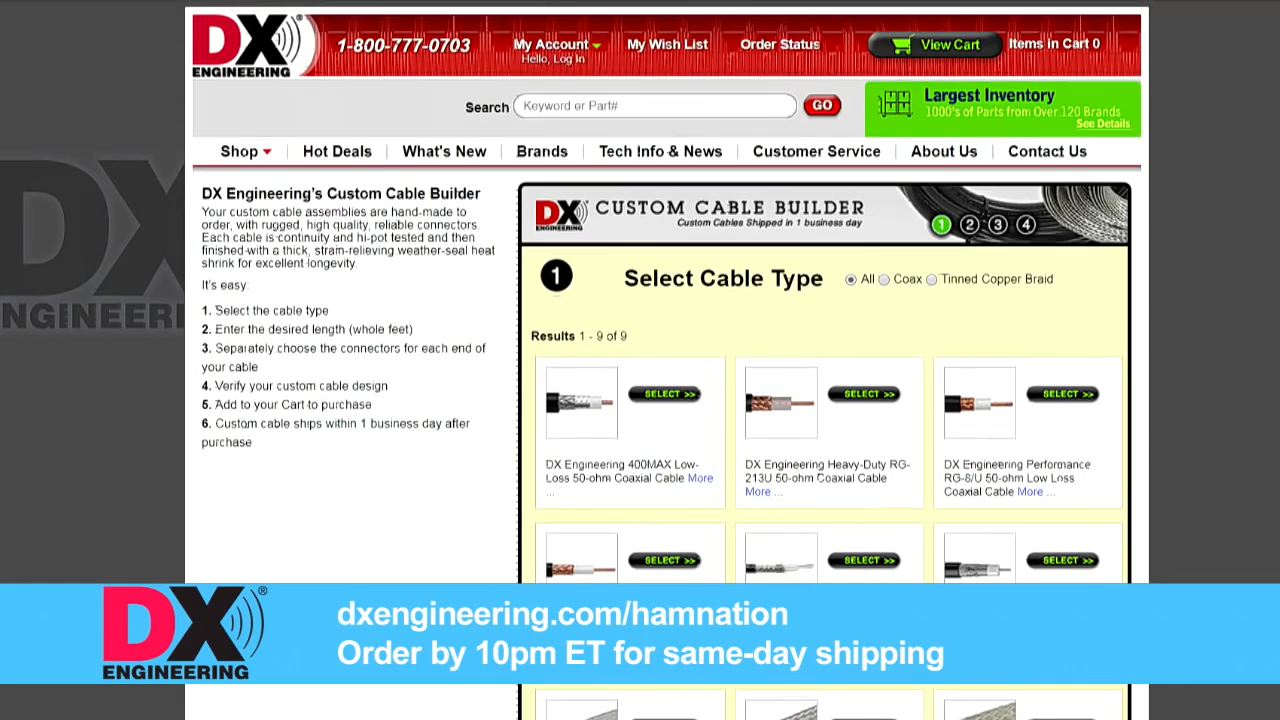 DX ®
ENGINEERING
1-800-777-0703
My Account
Hello, Log In
My Wish List
Order Status
View Cart
Items in Cart 0
Search
Keyword or Part#
GO
Largest Inventory
1000's of Parts from Over 120 Brands
See Details
Shop
Hot Deals
What's New
Brands
Tech Info & News
Customer Service
About Us
Contact Us
DX
ENGINEERI
DX Engineering's Custom Cable Builder
Your custom cable assemblies are hand-made to
order, with rugged, high quality, reliable connectors.
Each cable is continuity and hi-pot tested and then
finished with a thick, stram-relieving weather-seal heat
shrink for excellent longevity.
It's easy:
1. Select the cable type
2. Enter the desired length (whole feet)
3. Separately choose the connectors for each end of
your cable
4. Verify your custom cable design
5. Add to your Cart to purchase
6. Custom cable ships within 1 business day after
purchase
DX
ENGINEERING
CUSTOM CABLE BUILDER
Custom Cables Shipped in 1 business day
1 2 3 4
1 Select Cable Type
All Coax Tinned Copper Braid
Results 1 - 9 of 9
SELECT >>
DX Engineering 400MAX Low-
Loss 50-ohm Coaxial Cable More
...
SELECT >>
DX Engineering Heavy-Duty RG-
213U 50-ohm Coaxial Cable
More ...
SELECT >>
DX Engineering Performance
RG-8/U 50-ohm Low Loss
Coaxial Cable More ...
SELECT >>
SELECT >>
SELECT >>
DX ®
ENGINEERING
dxengineering.com/hamnation
Order by 10pm ET for same-day shipping